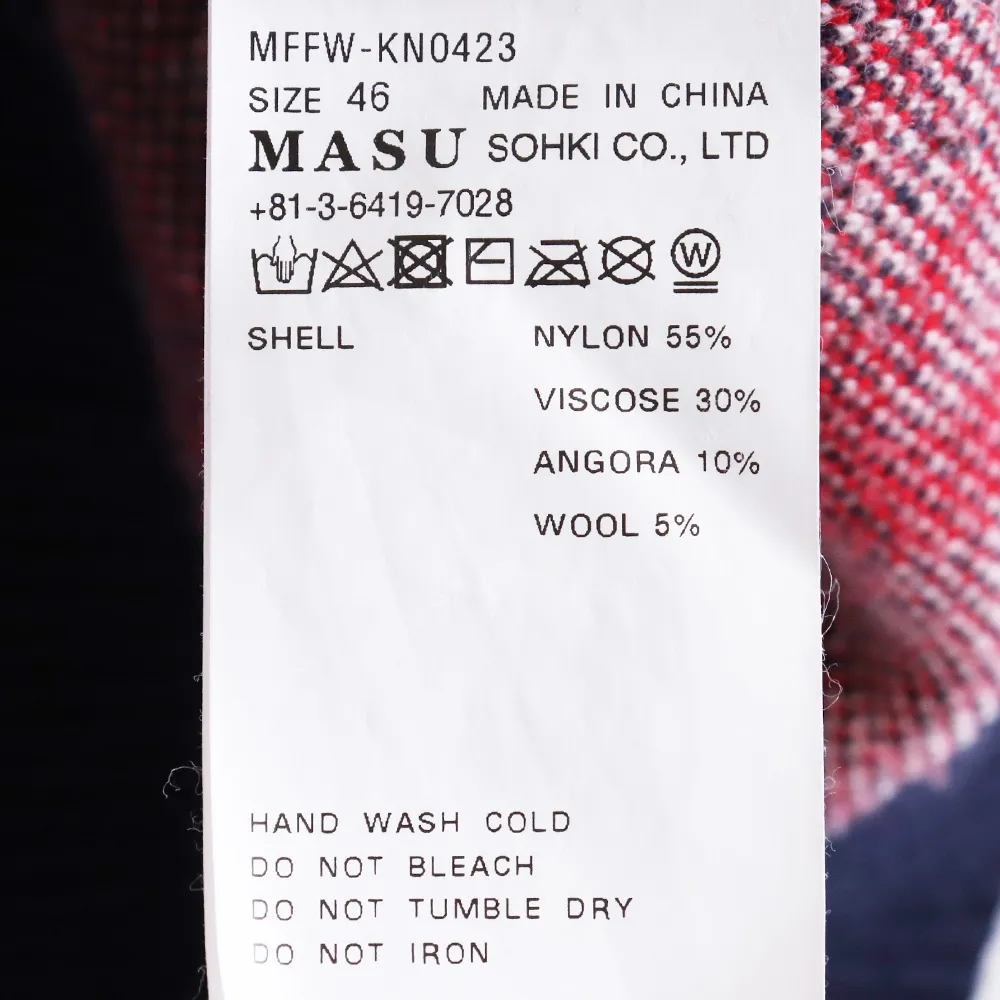 MFFW-KN0423
SIZE 46 MADE IN CHINA
MASU SOHKI CO., LTD
+81-3-6419-7028
W
SHELL NYLON 55%
VISCOSE 30%
ANGORA 10%
WOOL 5%
HAND WASH COLD
DO NOT BLEACH
DO NOT TUMBLE DRY
DO NOT IRON